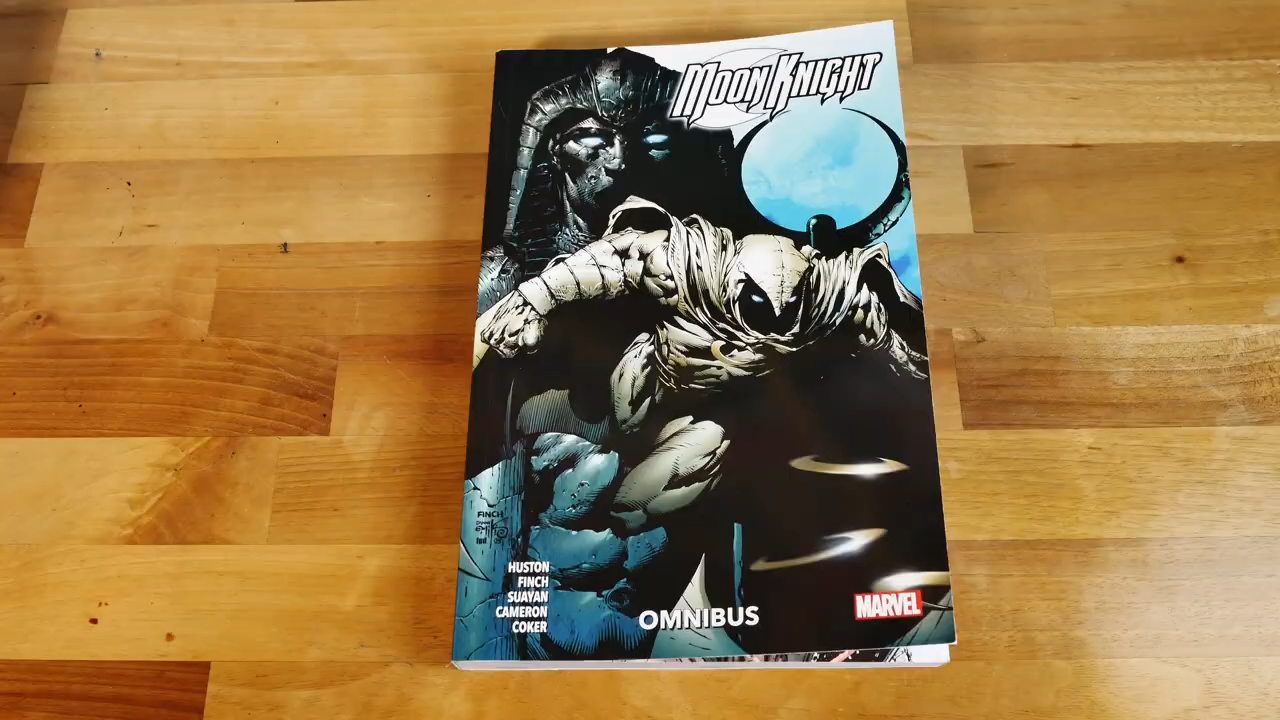 MOON KNIGHT
FINCH
HUSTON
FINCH
SUAYAN
CAMERON
COKER
OMNIBUS
MARVEL